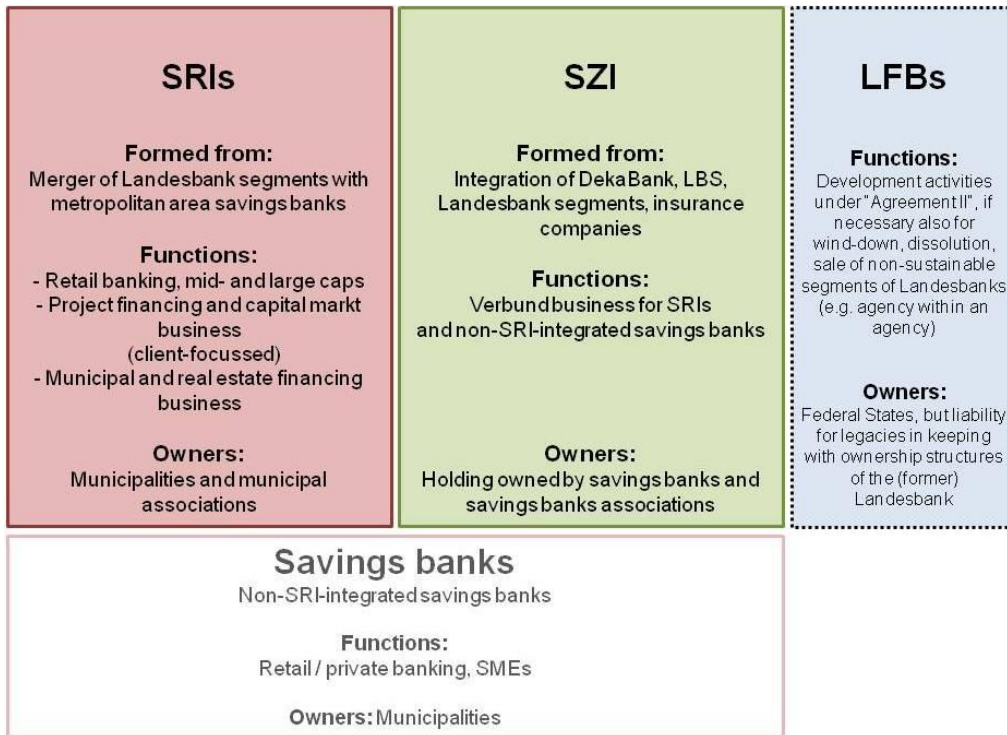 SRIs
Formed from:
Merger of Landesbank segments with
metropolitan area savings banks
Functions:
- Retail banking, mid- and large caps
- Project financing and capital markt
business
(client-focussed)
- Municipal and real estate financing
business
Owners:
Municipalities and municipal
associations
SZI
Formed from:
Integration of DekaBank, LBS,
Landesbank segments, insurance
companies
Functions:
Verbund business for SRIs
and non-SRI-integrated savings banks
Owners:
Holding owned by savings banks and
savings banks associations
LFBs
Functions:
Development activities
under "Agreement II", if
necessary also for
wind-down, dissolution,
sale of non-sustainable
segments of Landesbanks
(e.g. agency within an
agency)
Owners:
Federal States, but liability
for legacies in keeping
with ownership structures
of the (former)
Landesbank
Savings banks
Non-SRI-integrated savings banks
Functions:
Retail / private banking, SMEs
Owners: Municipalities